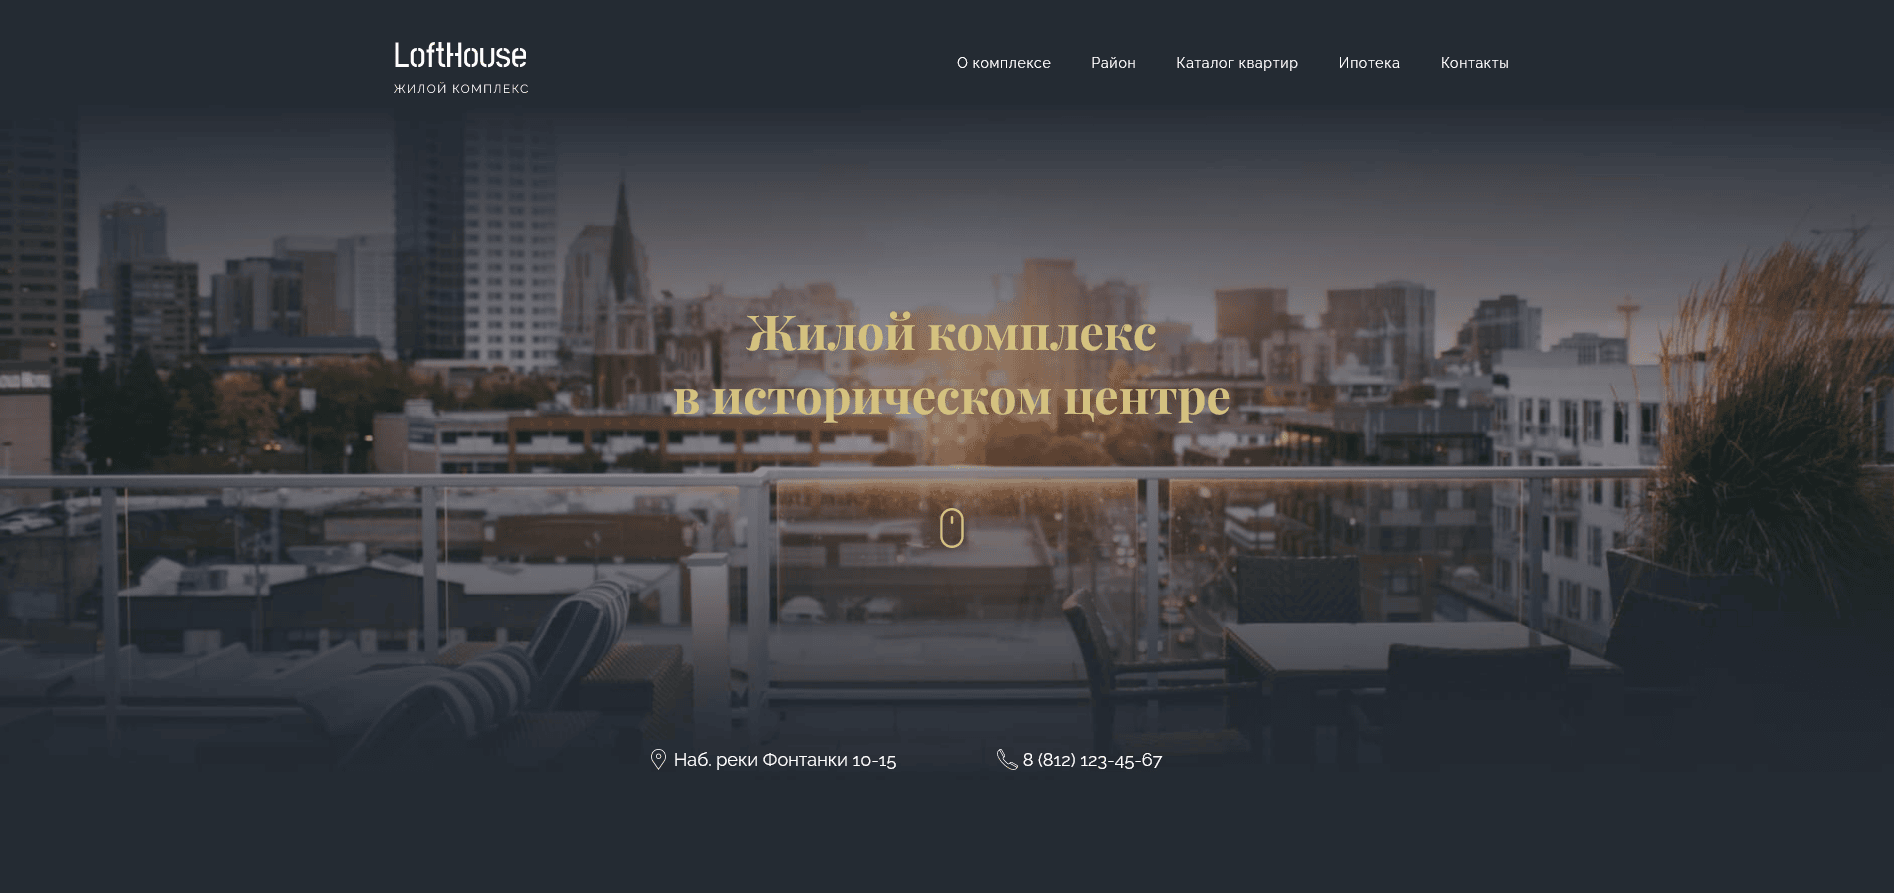 LoftHouse
ЖИЛОЙ КОМПЛЕКС
О комплексе Район Каталог квартир Ипотека Контакты
Жилой комплекс
в историческом центре
Наб. реки Фонтанки 10-15 8 (812) 123-45-67